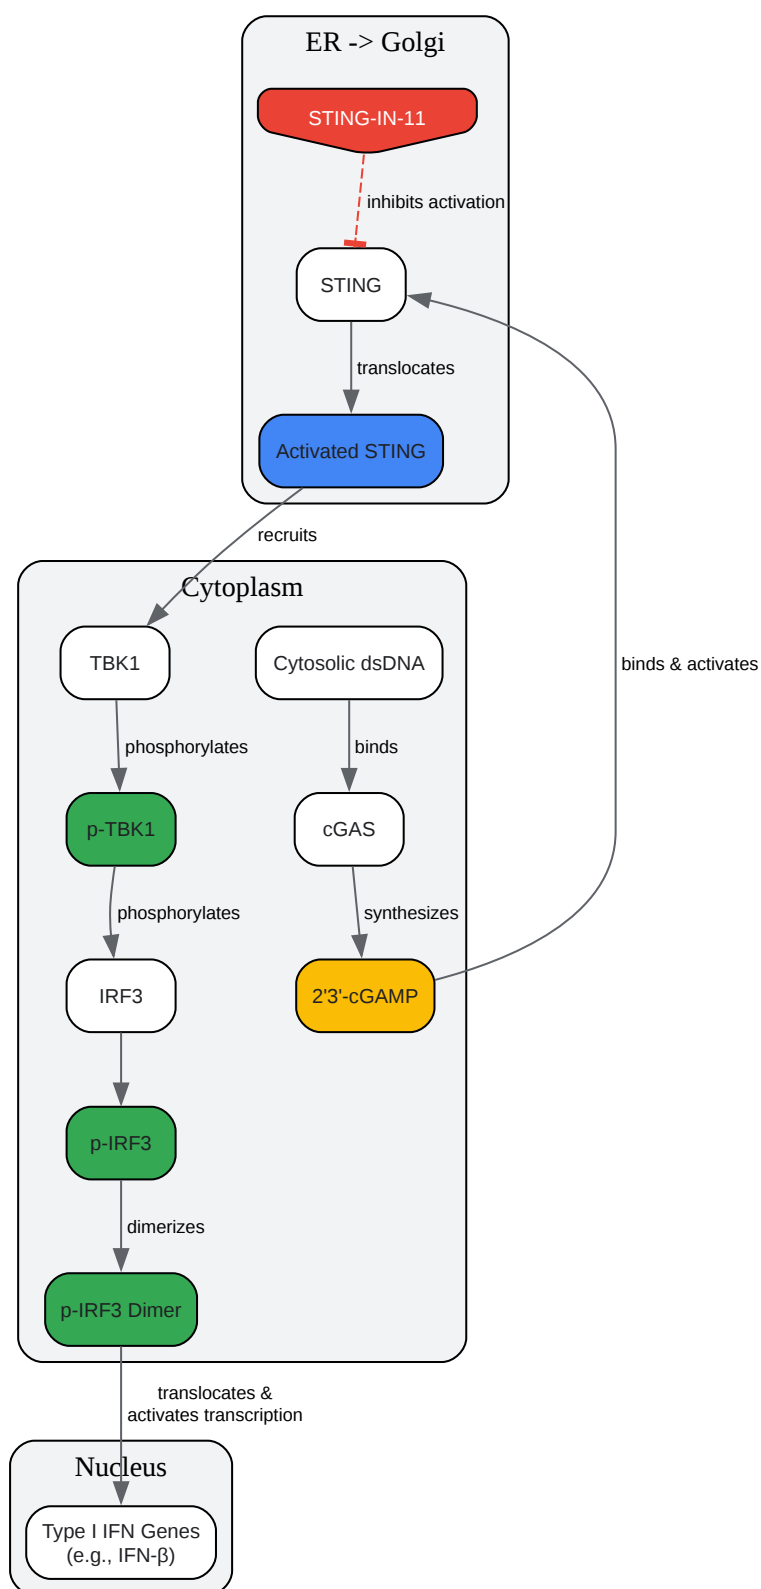 ER -> Golgi
STING-IN-11
inhibits activation
STING
translocates
Activated STING
recruits
Cytoplasm
TBK1
Cytosolic dsDNA
binds & activates
phosphorylates
binds
p-TBK1
cGAS
phosphorylates
synthesizes
IRF3
2'3'-cGAMP
p-IRF3
dimerizes
p-IRF3 Dimer
translocates &
activates transcription
Nucleus
Type I IFN Genes
(e.g., IFN-β)